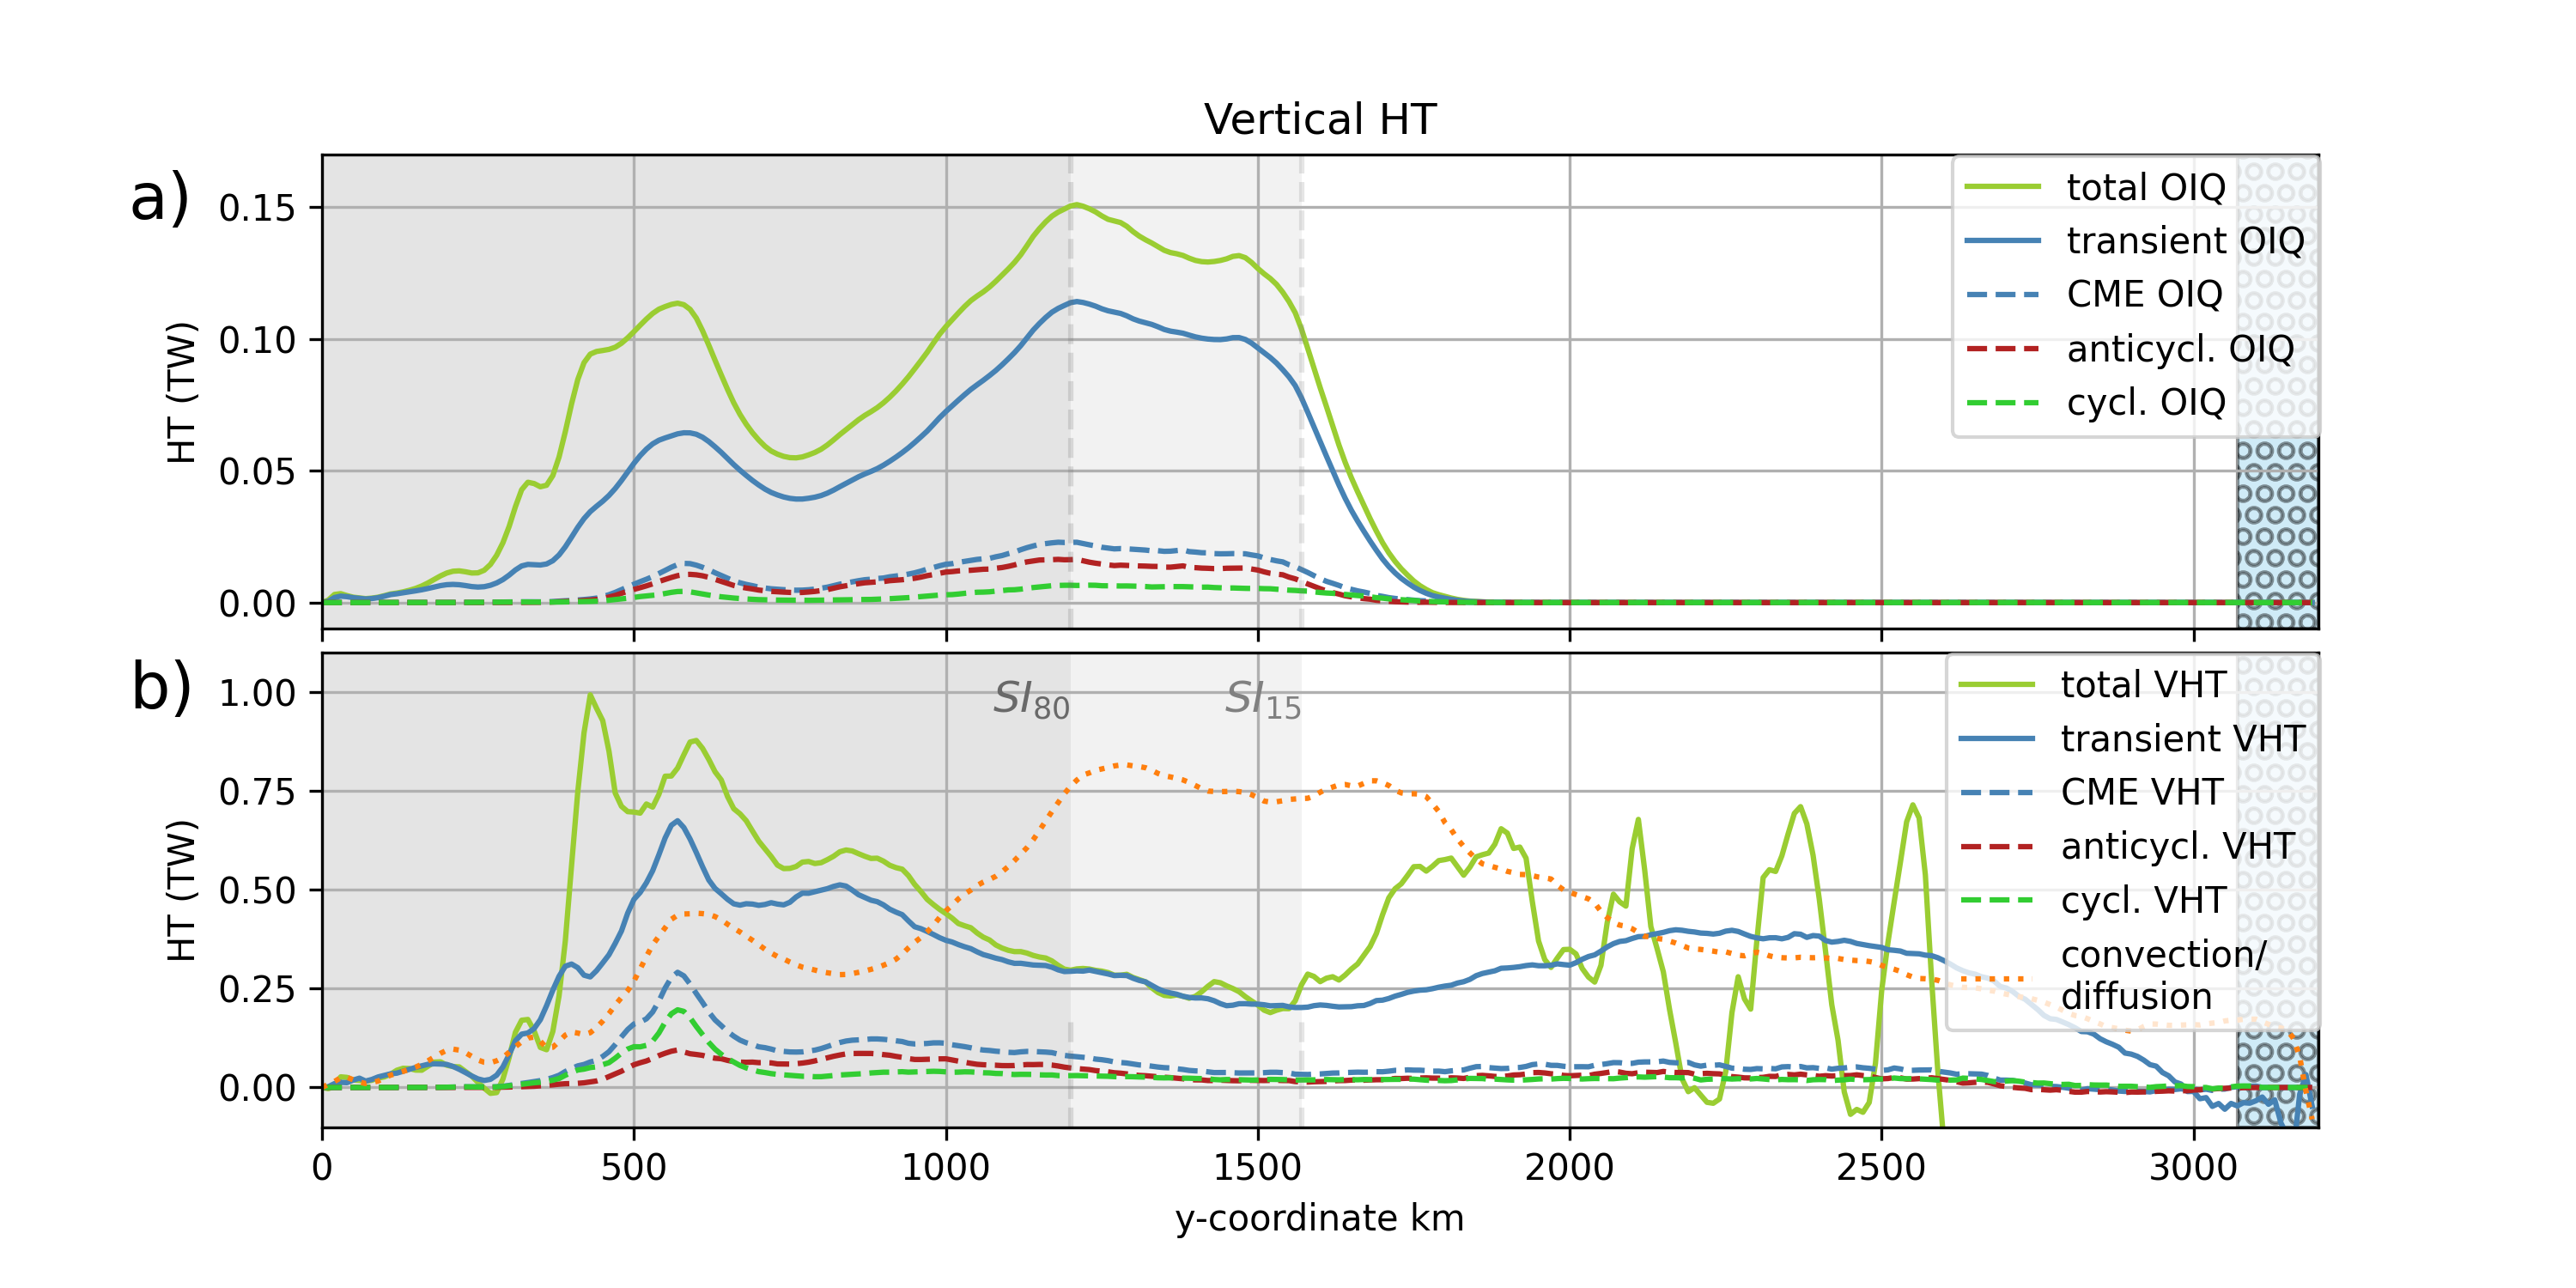 Vertical HT
a)
HT (TW)
0.15
0.10
0.05
0.00
total OIQ
transient OIQ
CME OIQ
anticycl. OIQ
cycl. OIQ
b)
HT (TW)
1.00
0.75
0.50
0.25
0.00
SI80
SI15
total VHT
transient VHT
CME VHT
anticycl. VHT
cycl. VHT
convection/
diffusion
0 500 1000 1500 2000 2500 3000
y-coordinate km